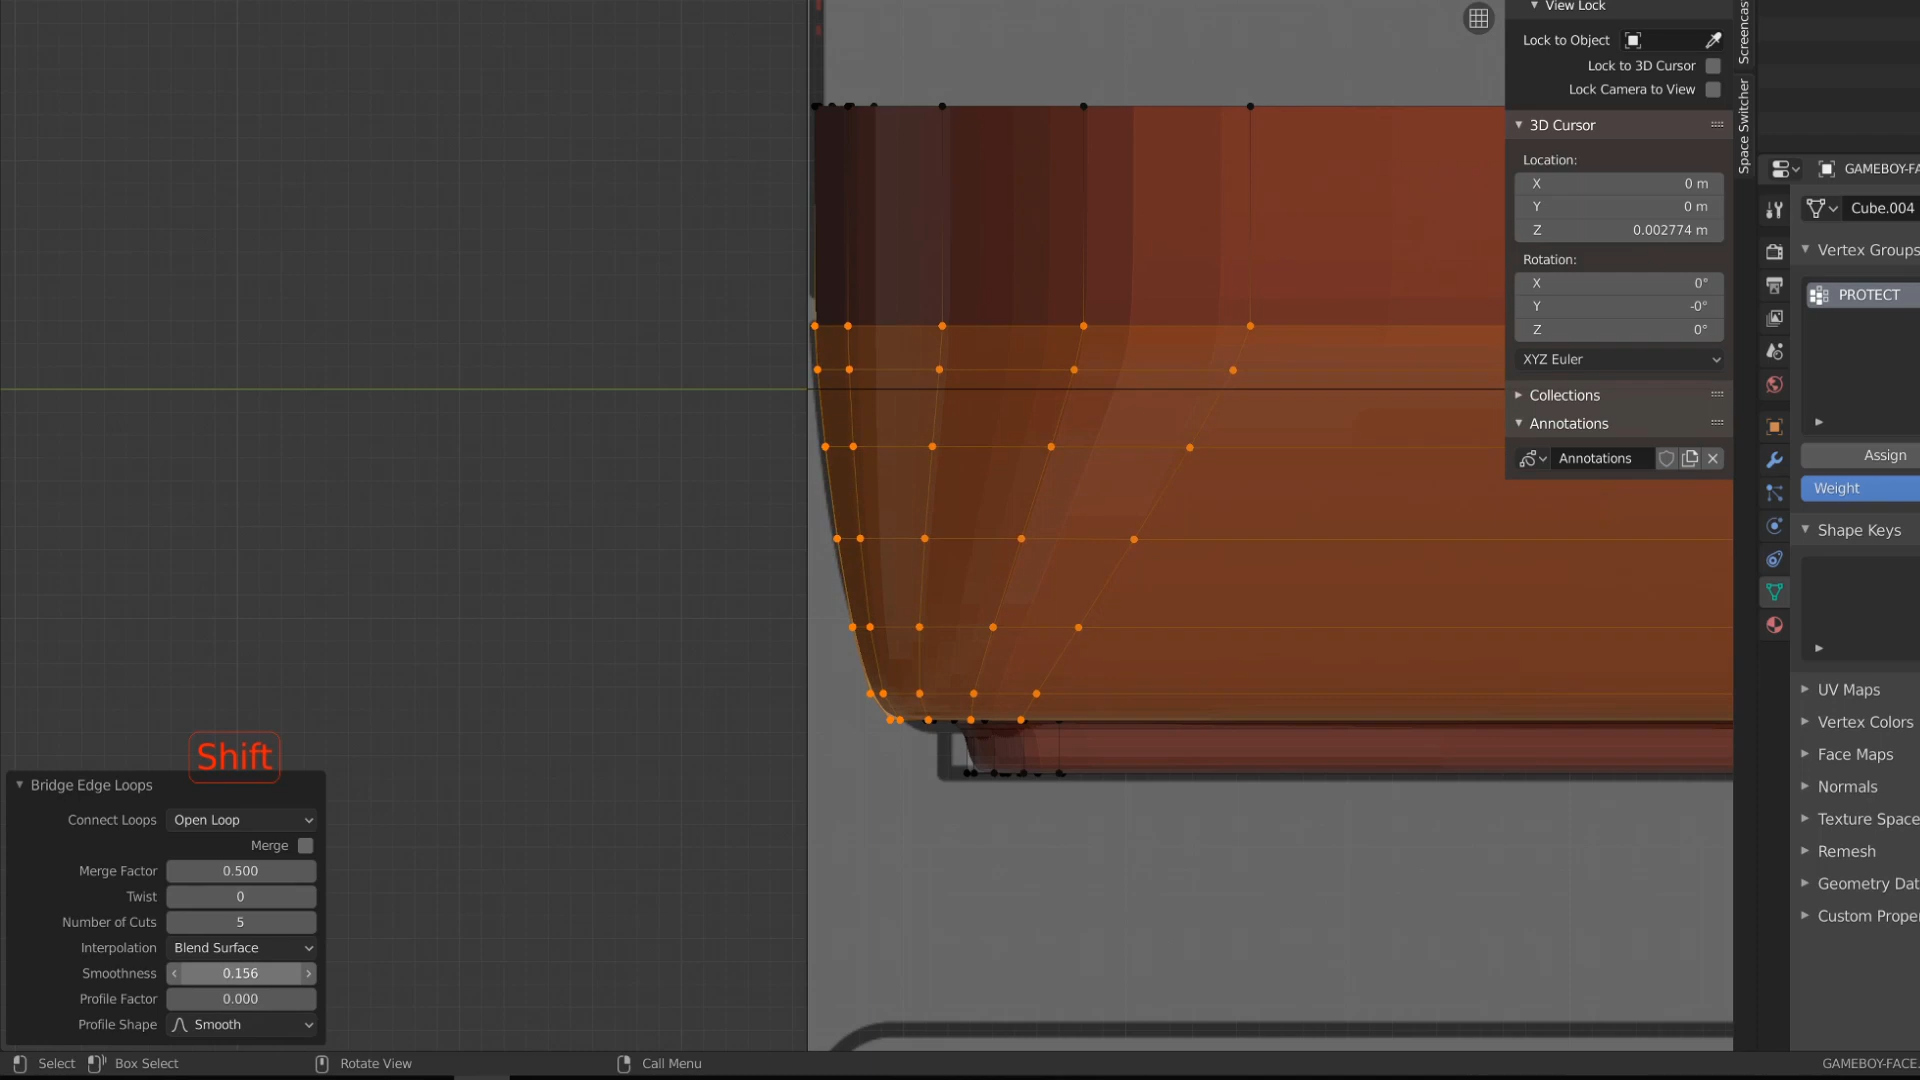 View Lock
Lock to Object
Lock to 3D Cursor
Lock Camera to View
3D Cursor
Location:
X 0 m
Y 0 m
Z 0.002774 m
Rotation:
X 0°
Y -0°
Z 0°
XYZ Euler
Collections
Annotations
Annotations
Screencas
Space Switcher
GAMEBOY-FA
Cube.004
Vertex Groups
PROTECT
Assign
Weight
Shape Keys
UV Maps
Vertex Colors
Face Maps
Normals
Texture Space
Remesh
Geometry Dat
Custom Prope
Shift
Bridge Edge Loops
Connect Loops Open Loop
Merge
Merge Factor 0.500
Twist 0
Number of Cuts 5
Interpolation Blend Surface
Smoothness 0.156
Profile Factor 0.000
Profile Shape Smooth
Select Box Select Rotate View Call Menu GAMEBOY-FACE